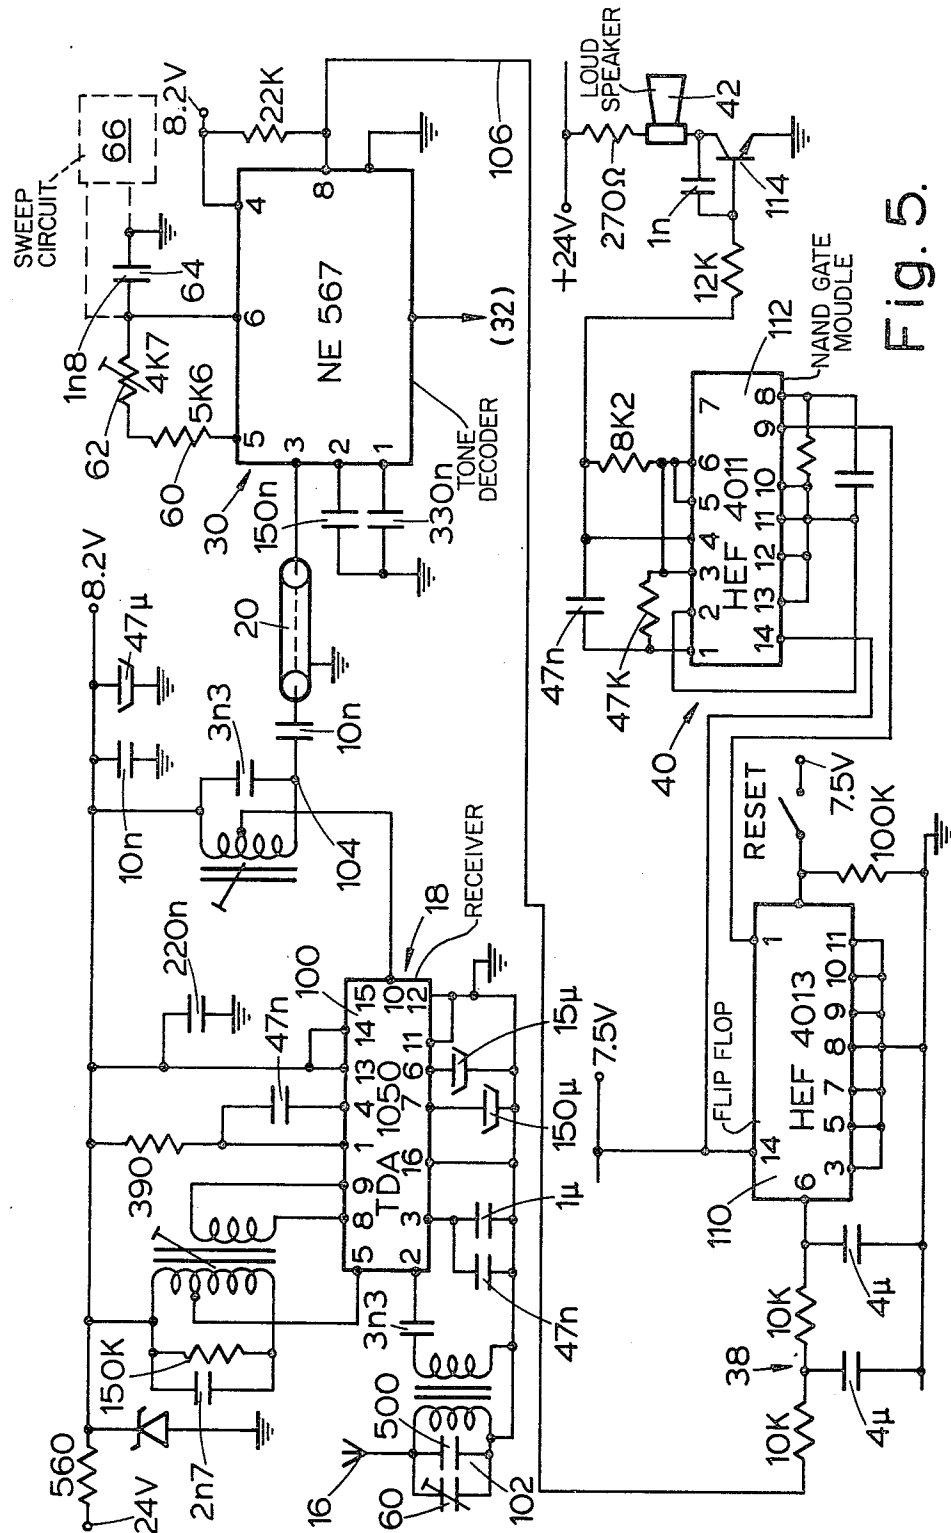 560
24V
2n7
150K
390
47n
220n
10n
47µ
8.2V
3n3
104
10n
20
16
60
500
102
3n3
5
8
9
1
4
13
14
15
100
18
RECEIVER
TDA 1050
2
3
16
7
6
11
10
12
47n
1µ
150µ
15µ
SWEEP CIRCUIT
66
1n8
64
62
4K7
60
5K6
8.2V
22K
30
150n
330n
5
6
4
3
2
1
8
NE 567
TONE DECODER
(32)
106
10K
38
10K
4µ
4µ
7.5V
110
FLIP FLOP
14
6
1
HEF 4013
3
5
7
8
9
10
11
RESET
7.5V
100K
40
47n
47K
8K2
1
2
3
4
5
6
7
HEF 4011
14
13
12
11
10
9
8
112
NAND GATE
MOUDLE
12K
1n
114
+24V
270Ω
LOUD SPEAKER
42
Fig. 5.